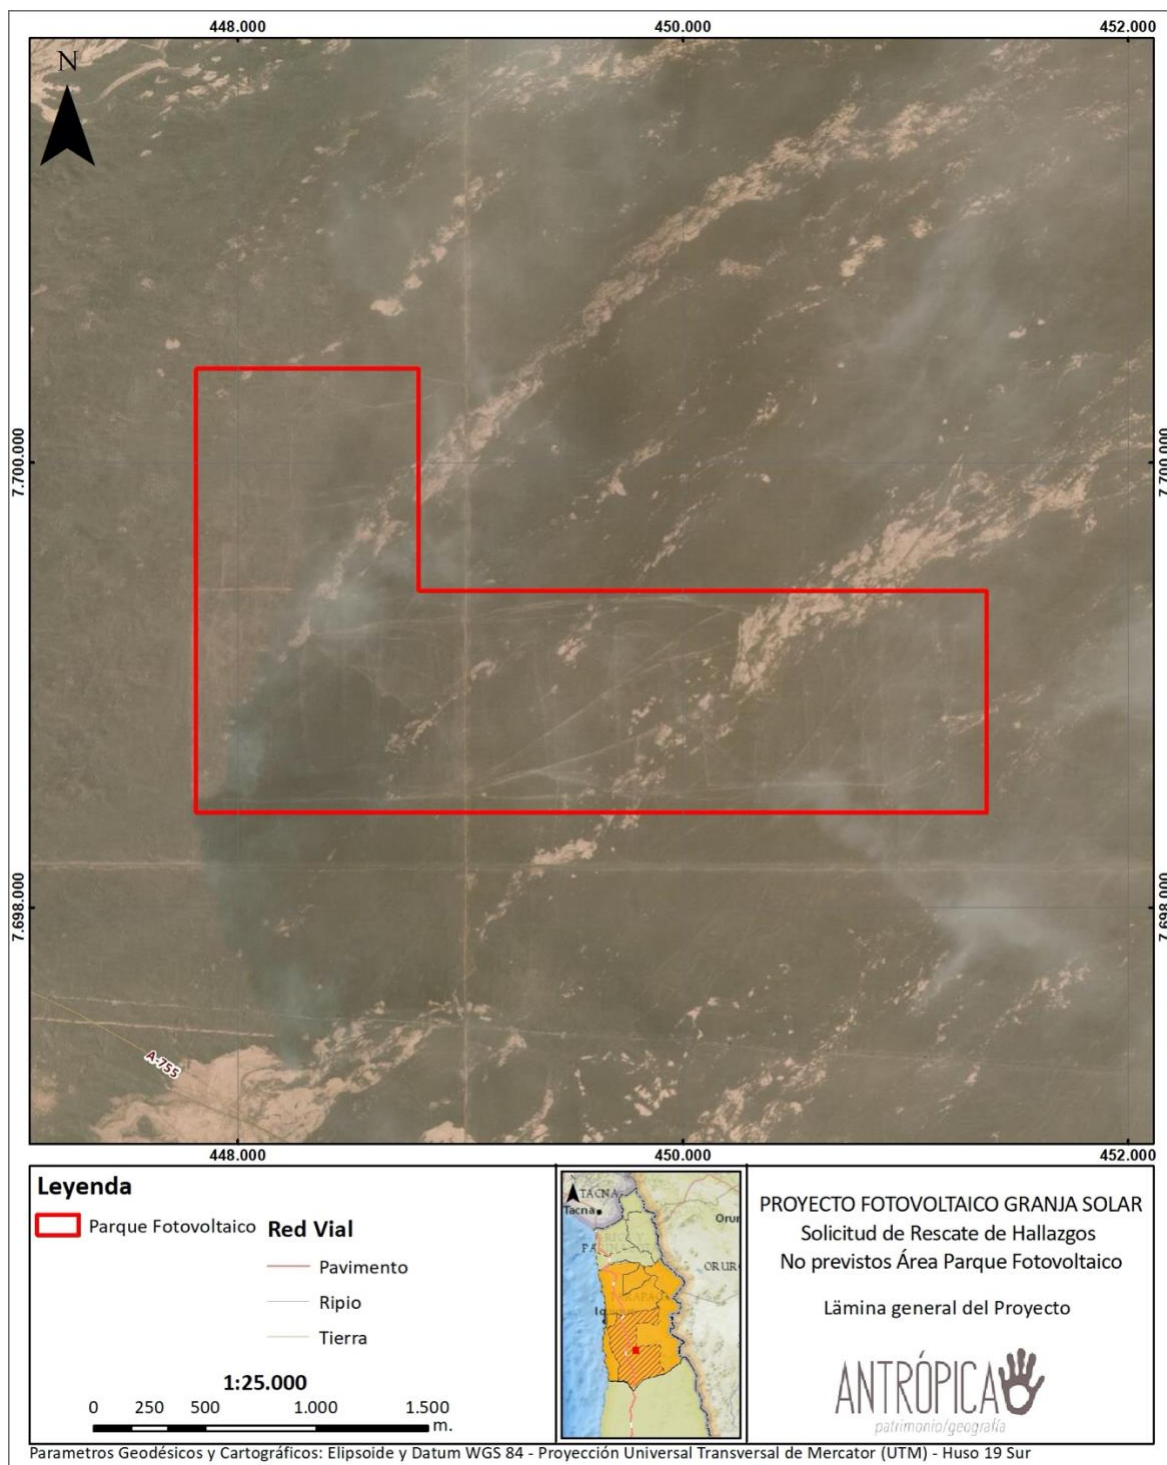 448.000
450.000
452.000
N
7.700.000
7.700.000
7.698.000
7.698.000
A-755
448.000
450.000
452.000
Leyenda
Parque Fotovoltaico
Red Vial
Pavimento
Ripio
Tierra
1:25.000
0 250 500 1.000 1.500
m.
TACNA
Tacna
Orur
ORURO
PROYECTO FOTOVOLTAICO GRANJA SOLAR
Solicitud de Rescate de Hallazgos
No previstos Área Parque Fotovoltaico
Lämina general del Proyecto
ANTRÓPICA
patrimonio/geografía
Parametros Geodésicos y Cartográficos: Elipsoide y Datum WGS 84 - Proyección Universal Transversal de Mercator (UTM) - Huso 19 Sur